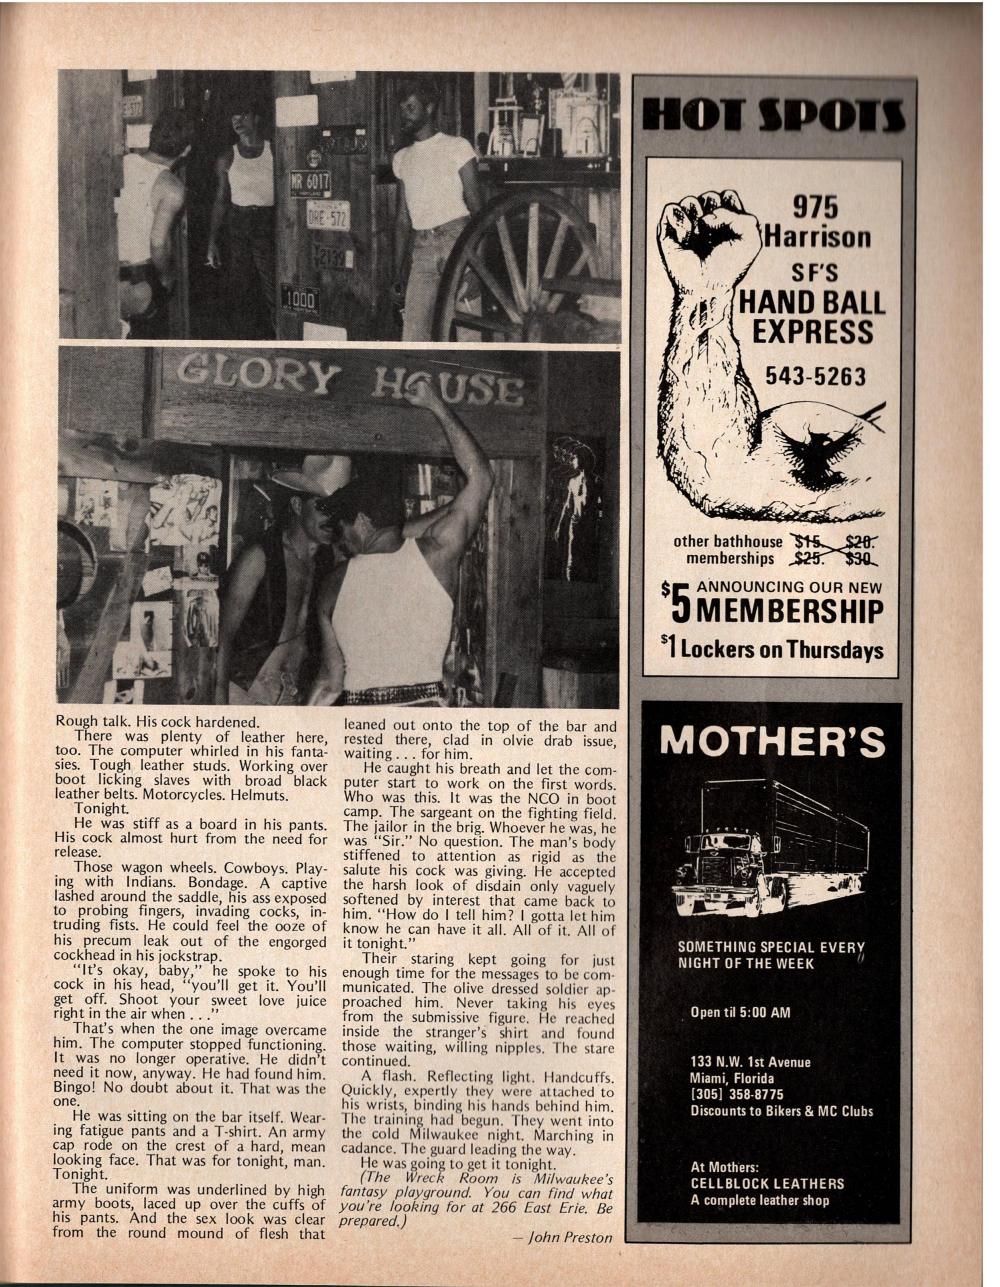 MR 6017
DRE-572
1000
GLORY HOUSE
Rough talk. His cock hardened.
There was plenty of leather here,
too. The computer whirled in his fanta-
sies. Tough leather studs. Working over
boot licking slaves with broad black
leather belts. Motorcycles. Helmuts.
Tonight.
He was stiff as a board in his pants.
His cock almost hurt from the need for
release.
Those wagon wheels. Cowboys. Play-
ing with Indians. Bondage. A captive
lashed around the saddle, his ass exposed
to probing fingers, invading cocks, in-
truding fists. He could feel the ooze of
his precum leak out of the engorged
cockhead in his jockstrap.
"It's okay, baby," he spoke to his
cock in his head, "you'll get it. You'll
get off. Shoot your sweet love juice
right in the air when . . ."
That's when the one image overcame
him. The computer stopped functioning.
It was no longer operative. He didn't
need it now, anyway. He had found him.
Bingo! No doubt about it. That was the
one.
He was sitting on the bar itself. Wear-
ing fatigue pants and a T-shirt. An army
cap rode on the crest of a hard, mean
looking face. That was for tonight, man.
Tonight.
The uniform was underlined by high
army boots, laced up over the cuffs of
his pants. And the sex look was clear
from the round mound of flesh that
leaned out onto the top of the bar and
rested there, clad in olvie drab issue,
waiting . . . for him.
He caught his breath and let the com-
puter start to work on the first words.
Who was this. It was the NCO in boot
camp. The sargeant on the fighting field.
The jailor in the brig. Whoever he was, he
was "Sir." No question. The man's body
stiffened to attention as rigid as the
salute his cock was giving. He accepted
the harsh look of disdain only vaguely
softened by interest that came back to
him. "How do I tell him? I gotta let him
know he can have it all. All of it. All of
it tonight."
Their staring kept going for just
enough time for the messages to be com-
municated. The olive dressed soldier ap-
proached him. Never taking his eyes
from the submissive figure. He reached
inside the stranger's shirt and found
those waiting, willing nipples. The stare
continued.
A flash. Reflecting light. Handcuffs.
Quickly, expertly they were attached to
his wrists, binding his hands behind him.
The training had begun. They went into
the cold Milwaukee night. Marching in
cadance. The guard leading the way.
He was going to get it tonight.
(The Wreck Room is Milwaukee's
fantasy playground. You can find what
you're looking for at 266 East Erie. Be
prepared.)
— John Preston
HOT SPOTS
975
Harrison
SF'S
HAND BALL
EXPRESS
543-5263
other bathhouse $15. $20.
memberships $25. $30.
$5 ANNOUNCING OUR NEW
MEMBERSHIP
$1 Lockers on Thursdays
MOTHER'S
SOMETHING SPECIAL EVERY
NIGHT OF THE WEEK
Open til 5:00 AM
133 N.W. 1st Avenue
Miami, Florida
[305] 358-8775
Discounts to Bikers & MC Clubs
At Mothers:
CELLBLOCK LEATHERS
A complete leather shop